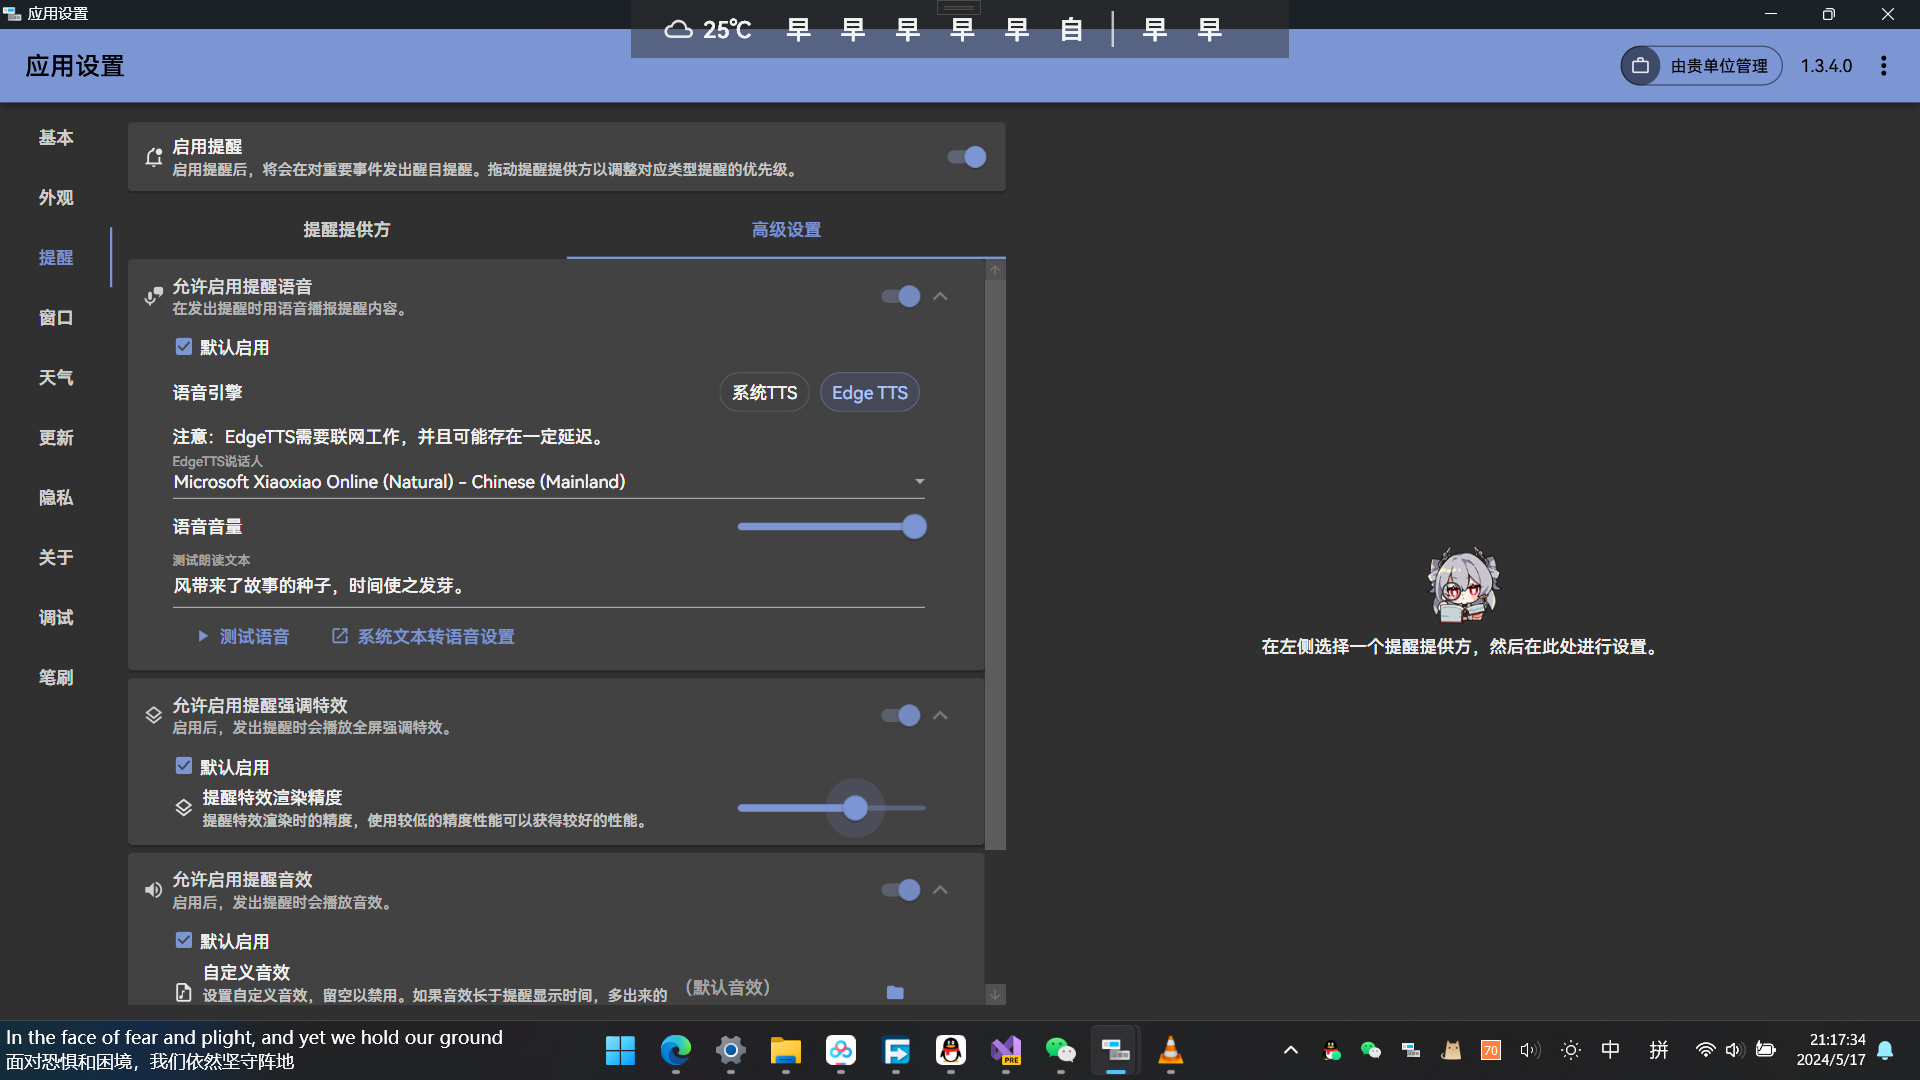 应用设置
25℃ 早 早 早 早 早 自 早 早
应用设置
由贵单位管理
1.3.4.0
基本
外观
提醒
窗口
天气
更新
隐私
关于
调试
笔刷
启用提醒
启用提醒后，将会在对重要事件发出醒目提醒。拖动提醒提供方以调整对应类型提醒的优先级。
提醒提供方
高级设置
允许启用提醒语音
在发出提醒时用语音播报提醒内容。
默认启用
语音引擎
系统TTS
Edge TTS
注意：EdgeTTS需要联网工作，并且可能存在一定延迟。
EdgeTTS说话人
Microsoft Xiaoxiao Online (Natural) - Chinese (Mainland)
语音音量
测试朗读文本
风带来了故事的种子，时间使之发芽。
测试语音
系统文本转语音设置
允许启用提醒强调特效
启用后，发出提醒时会播放全屏强调特效。
默认启用
提醒特效渲染精度
提醒特效渲染时的精度，使用较低的精度性能可以获得较好的性能。
允许启用提醒音效
启用后，发出提醒时会播放音效。
默认启用
自定义音效
设置自定义音效，留空以禁用。如果音效长于提醒显示时间，多出来的
（默认音效）
在左侧选择一个提醒提供方，然后在此处进行设置。
In the face of fear and plight, and yet we hold our ground
面对恐惧和困境，我们依然坚守阵地
PRE
70
中
拼
21:17:34
2024/5/17